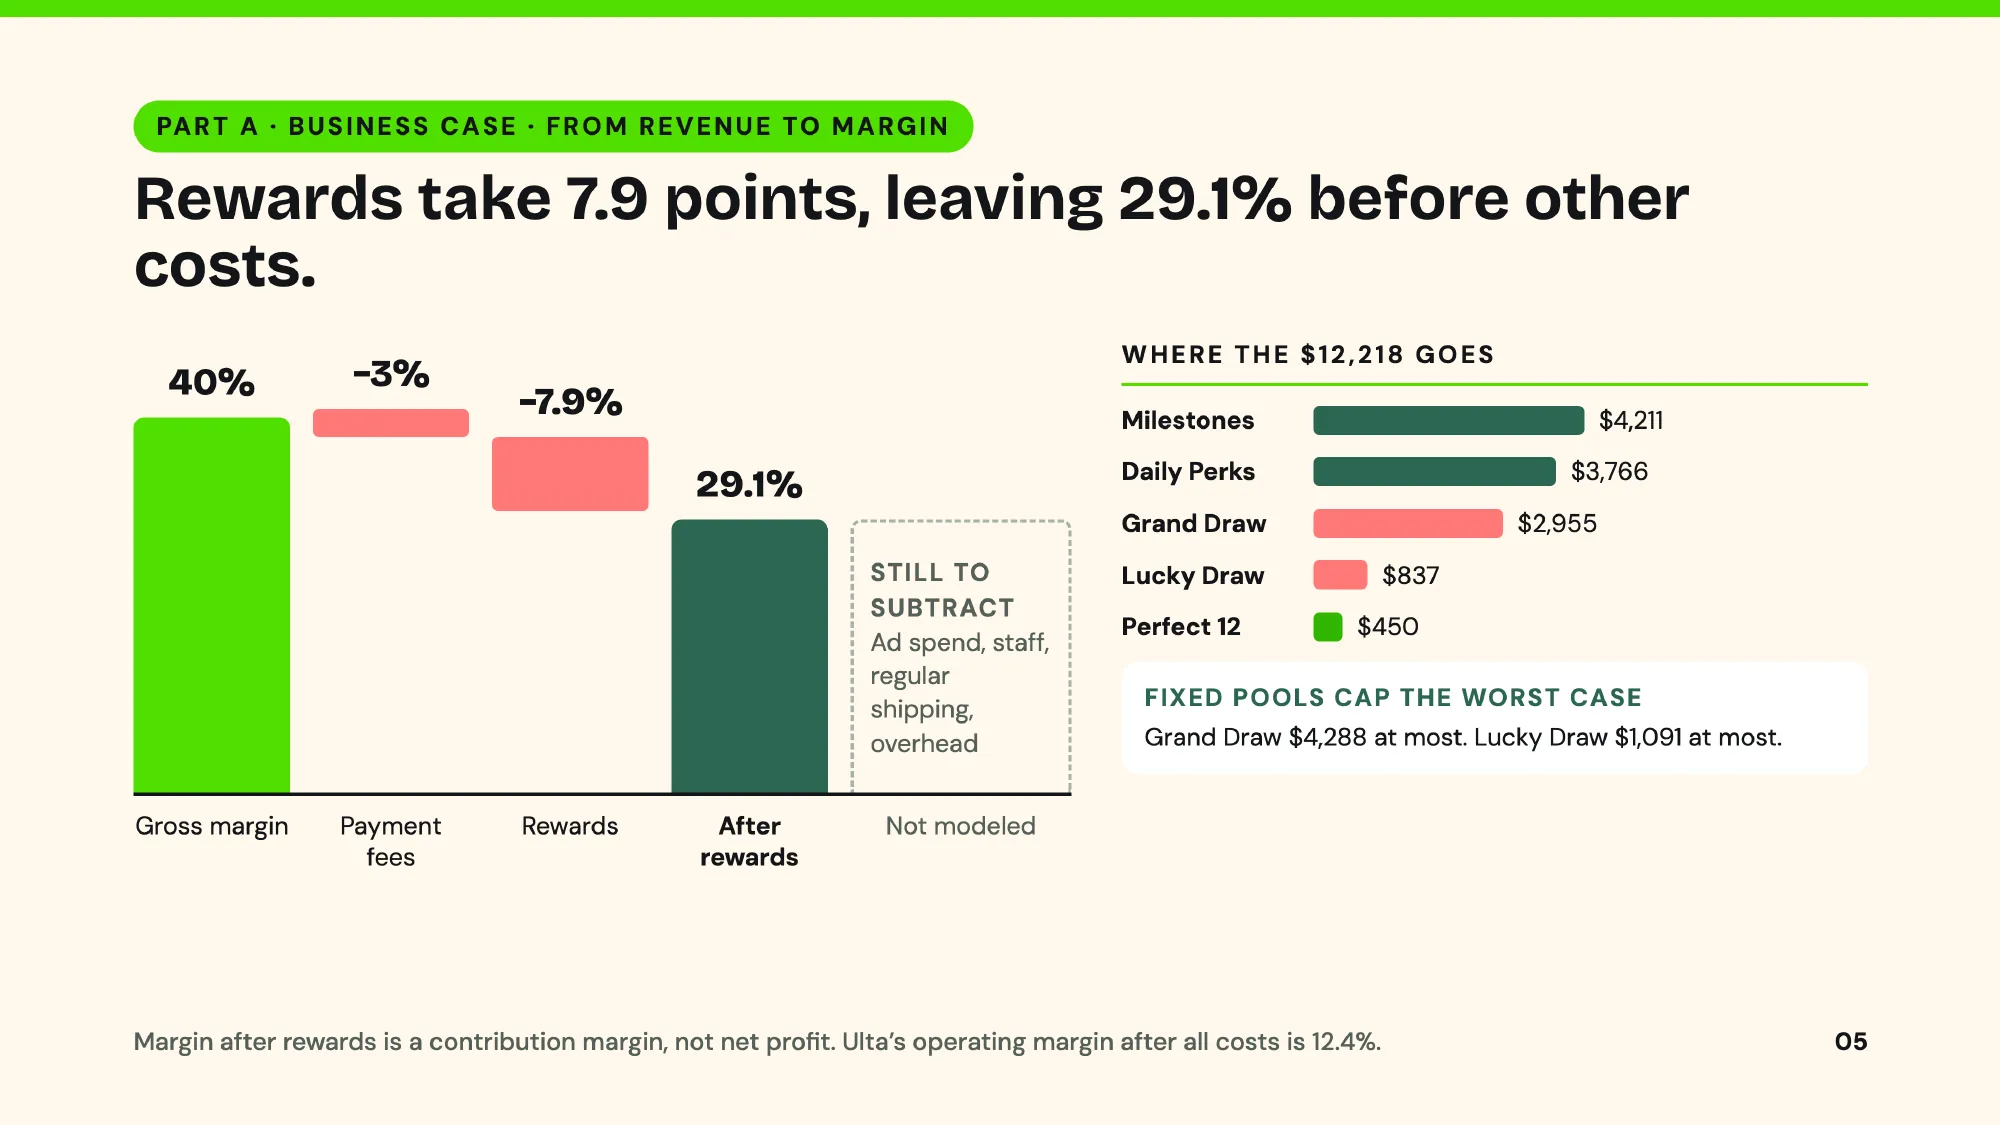 PART A · BUSINESS CASE · FROM REVENUE TO MARGIN
Rewards take 7.9 points, leaving 29.1% before other
costs.
40%
−3%
−7.9%
29.1%
STILL TO
SUBTRACT
Ad spend, staff,
regular
shipping,
overhead
Gross margin
Payment
fees
Rewards
After
rewards
Not modeled
WHERE THE $12,218 GOES
Milestones $4,211
Daily Perks $3,766
Grand Draw $2,955
Lucky Draw $837
Perfect 12 $450
FIXED POOLS CAP THE WORST CASE
Grand Draw $4,288 at most. Lucky Draw $1,091 at most.
Margin after rewards is a contribution margin, not net profit. Ulta’s operating margin after all costs is 12.4%.
05